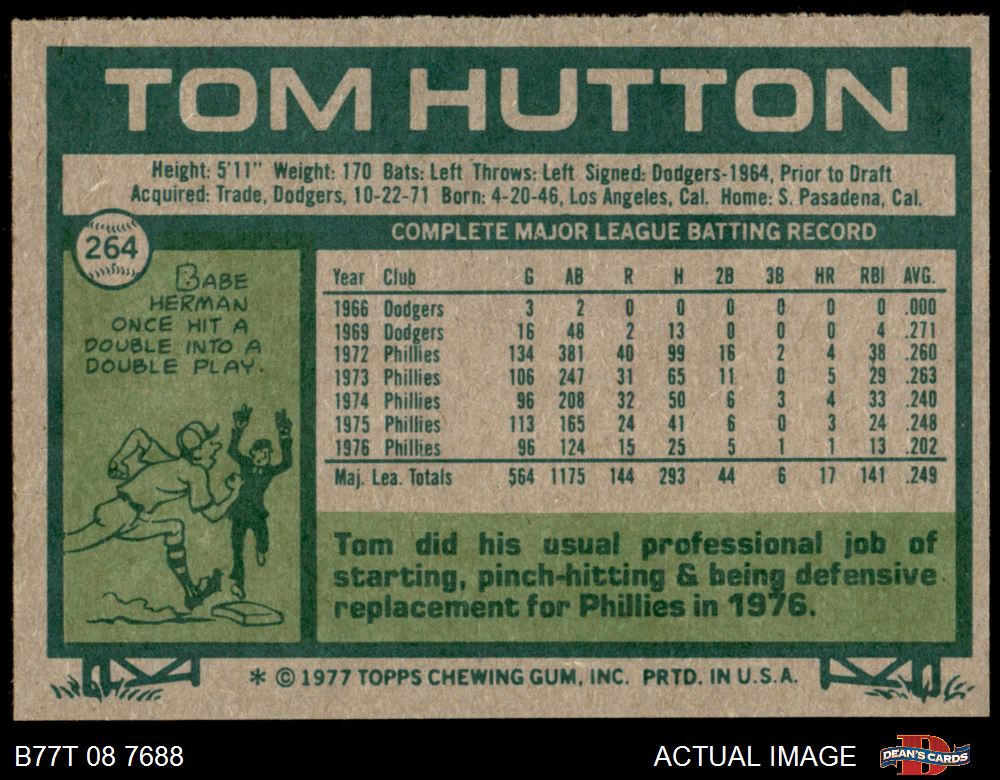 TOM HUTTON
Height: 5'11" Weight: 170 Bats: Left Throws: Left Signed: Dodgers-1964, Prior to Draft
Acquired: Trade, Dodgers, 10-22-71 Born: 4-20-46, Los Angeles, Cal. Home: S. Pasadena, Cal.
264
BABE
HERMAN
ONCE HIT A
DOUBLE INTO A
DOUBLE PLAY.
COMPLETE MAJOR LEAGUE BATTING RECORD
Year Club G AB R H 2B 3B HR RBI AVG.
1966 Dodgers 3 2 0 0 0 0 0 0 .000
1969 Dodgers 16 48 2 13 0 0 0 4 .271
1972 Phillies 134 381 40 99 16 2 4 38 .260
1973 Phillies 106 247 31 65 11 0 5 29 .263
1974 Phillies 96 208 32 50 6 3 4 33 .240
1975 Phillies 113 165 24 41 6 0 3 24 .248
1976 Phillies 96 124 15 25 5 1 1 13 .202
Maj. Lea. Totals 564 1175 144 293 44 6 17 141 .249
Tom did his usual professional job of
starting, pinch-hitting & being defensive
replacement for Phillies in 1976.
* © 1977 TOPPS CHEWING GUM, INC. PRTD. IN U.S.A.
B77T 08 7688
ACTUAL IMAGE
DEAN'S CARDS